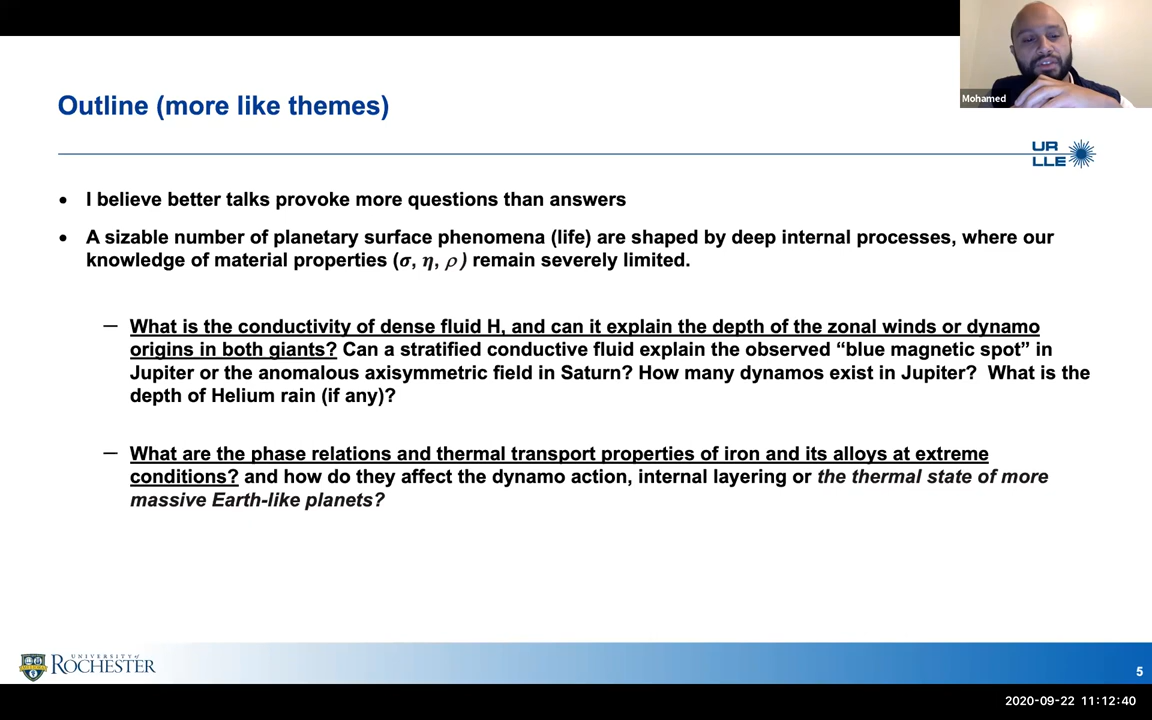 Mohamed
Outline (more like themes)
UR
LLE
• I believe better talks provoke more questions than answers
• A sizable number of planetary surface phenomena (life) are shaped by deep internal processes, where our
knowledge of material properties (σ, η, ρ) remain severely limited.
— What is the conductivity of dense fluid H, and can it explain the depth of the zonal winds or dynamo
origins in both giants? Can a stratified conductive fluid explain the observed “blue magnetic spot” in
Jupiter or the anomalous axisymmetric field in Saturn? How many dynamos exist in Jupiter? What is the
depth of Helium rain (if any)?
— What are the phase relations and thermal transport properties of iron and its alloys at extreme
conditions? and how do they affect the dynamo action, internal layering or the thermal state of more
massive Earth-like planets?
UNIVERSITY of
ROCHESTER
5
2020-09-22 11:12:40